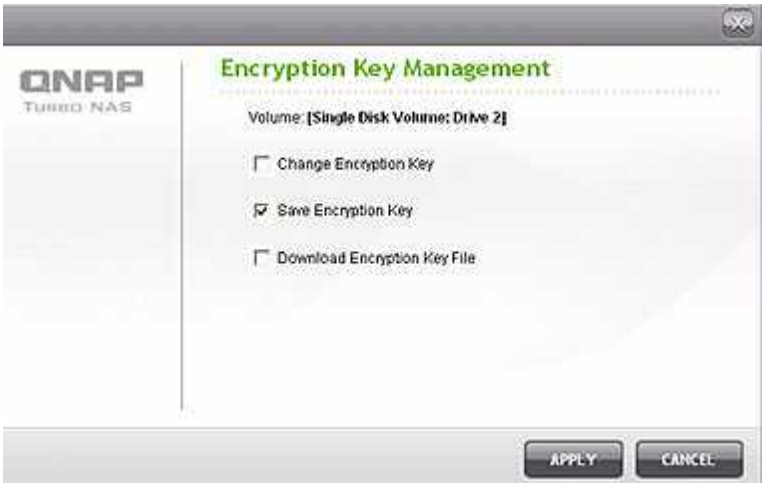 QNAP
TURBO NAS
Encryption Key Management
Volume: [Single Disk Volume: Drive 2]
Change Encryption Key
Save Encryption Key
Download Encryption Key File
APPLY
CANCEL